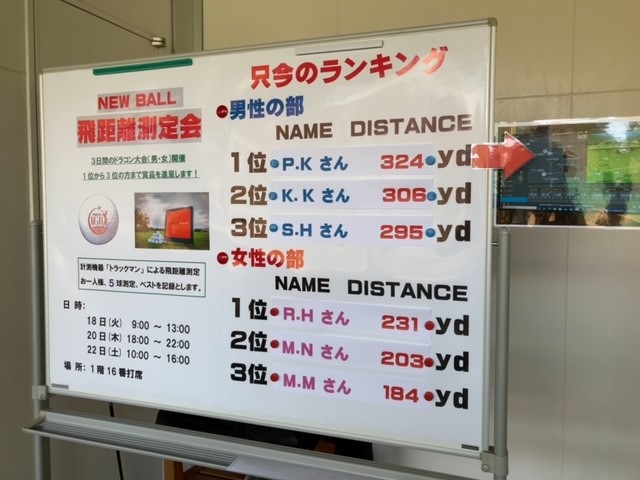 NEW BALL
飛距離測定会
3日間のドラコン大会(男・女)開催
1位から3位の方まで賞品を進呈します!
計測機器「トラックマン」による飛距離測定
お一人様、5球測定、ベストを記録とします。
日時:
18日(火) 9:00 ~ 13:00
20日(木) 18:00 ~ 22:00
22日(土) 10:00 ~ 16:00
場所:1階16番打席
只今のランキング
男性の部
NAME DISTANCE
1位 P.K さん 324 yd
2位 K.K さん 306 yd
3位 S.H さん 295 yd
女性の部
NAME DISTANCE
1位 R.H さん 231 yd
2位 M.N さん 203 yd
3位 M.M さん 184 yd